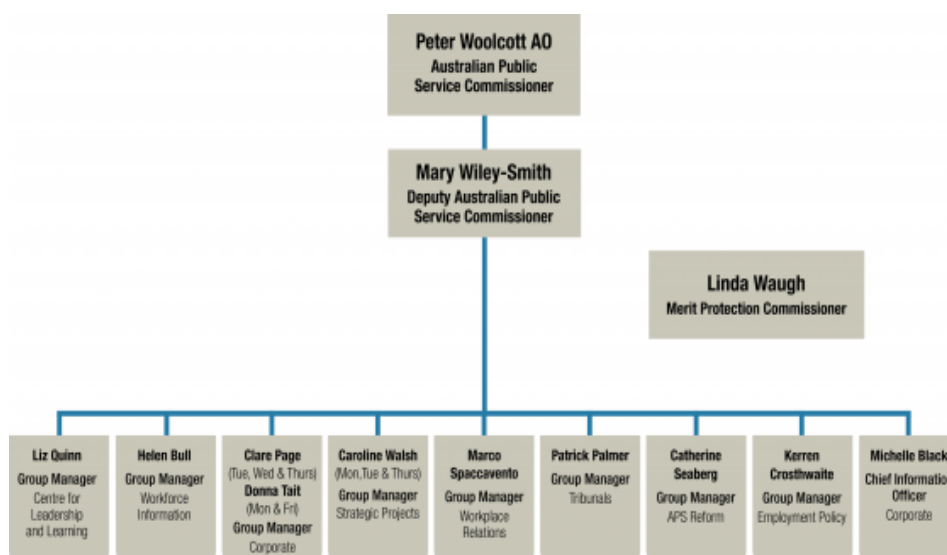 Peter Woolcott AO
Australian Public
Service Commissioner
Mary Wiley-Smith
Deputy Australian Public
Service Commissioner
Linda Waugh
Merit Protection Commissioner
Liz Quinn
Group Manager
Centre for
Leadership
and Learning
Helen Bull
Group Manager
Workforce
Information
Clare Page
(Tue, Wed & Thurs)
Donna Tait
(Mon & Fri)
Group Manager
Corporate
Caroline Walsh
(Mon,Tue & Thurs)
Group Manager
Strategic Projects
Marco
Spaccavento
Group Manager
Workplace
Relations
Patrick Palmer
Group Manager
Tribunals
Catherine
Seaberg
Group Manager
APS Reform
Kerren
Crosthwaite
Group Manager
Employment Policy
Michelle Black
Chief Informatio
Officer
Corporate